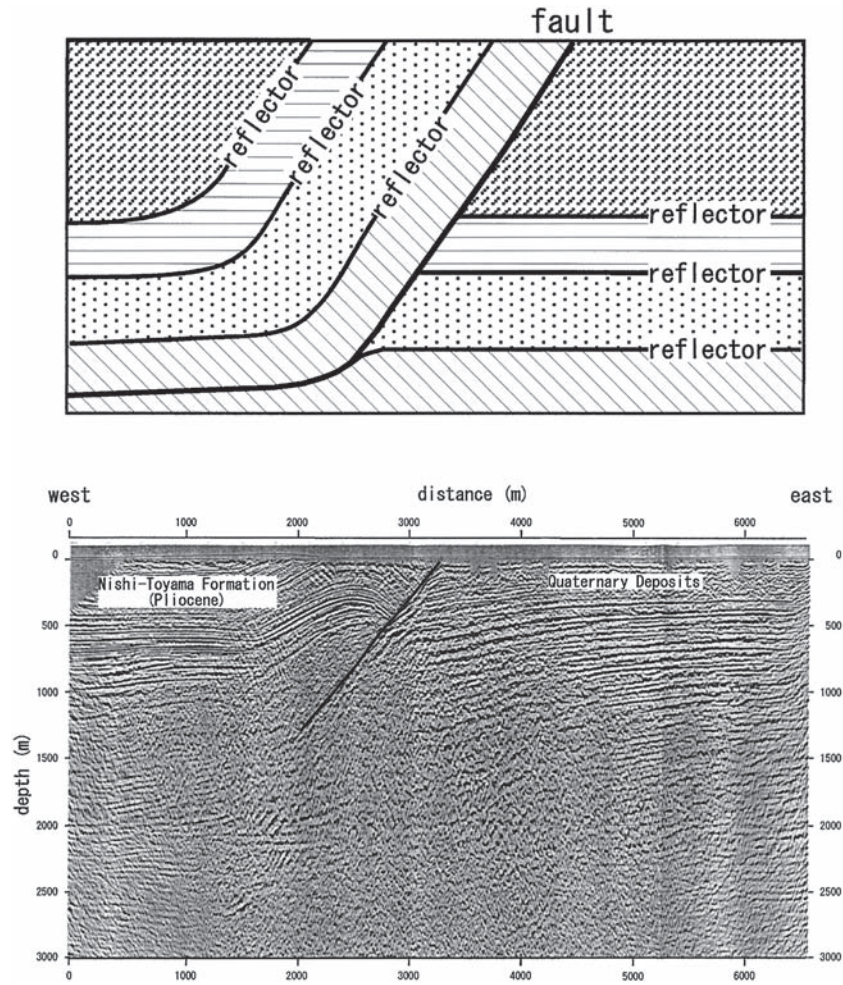 fault
reflector
reflector
reflector
reflector
reflector
reflector
west
distance (m)
east
0 1000 2000 3000 4000 5000 6000
0 0
Nishi-Toyama Formation
(Pliocene)
Quaternary Deposits
500 500
1000 1000
1500 1500
depth (m)
2000 2000
2500 2500
3000 3000
0 1000 2000 3000 4000 5000 6000